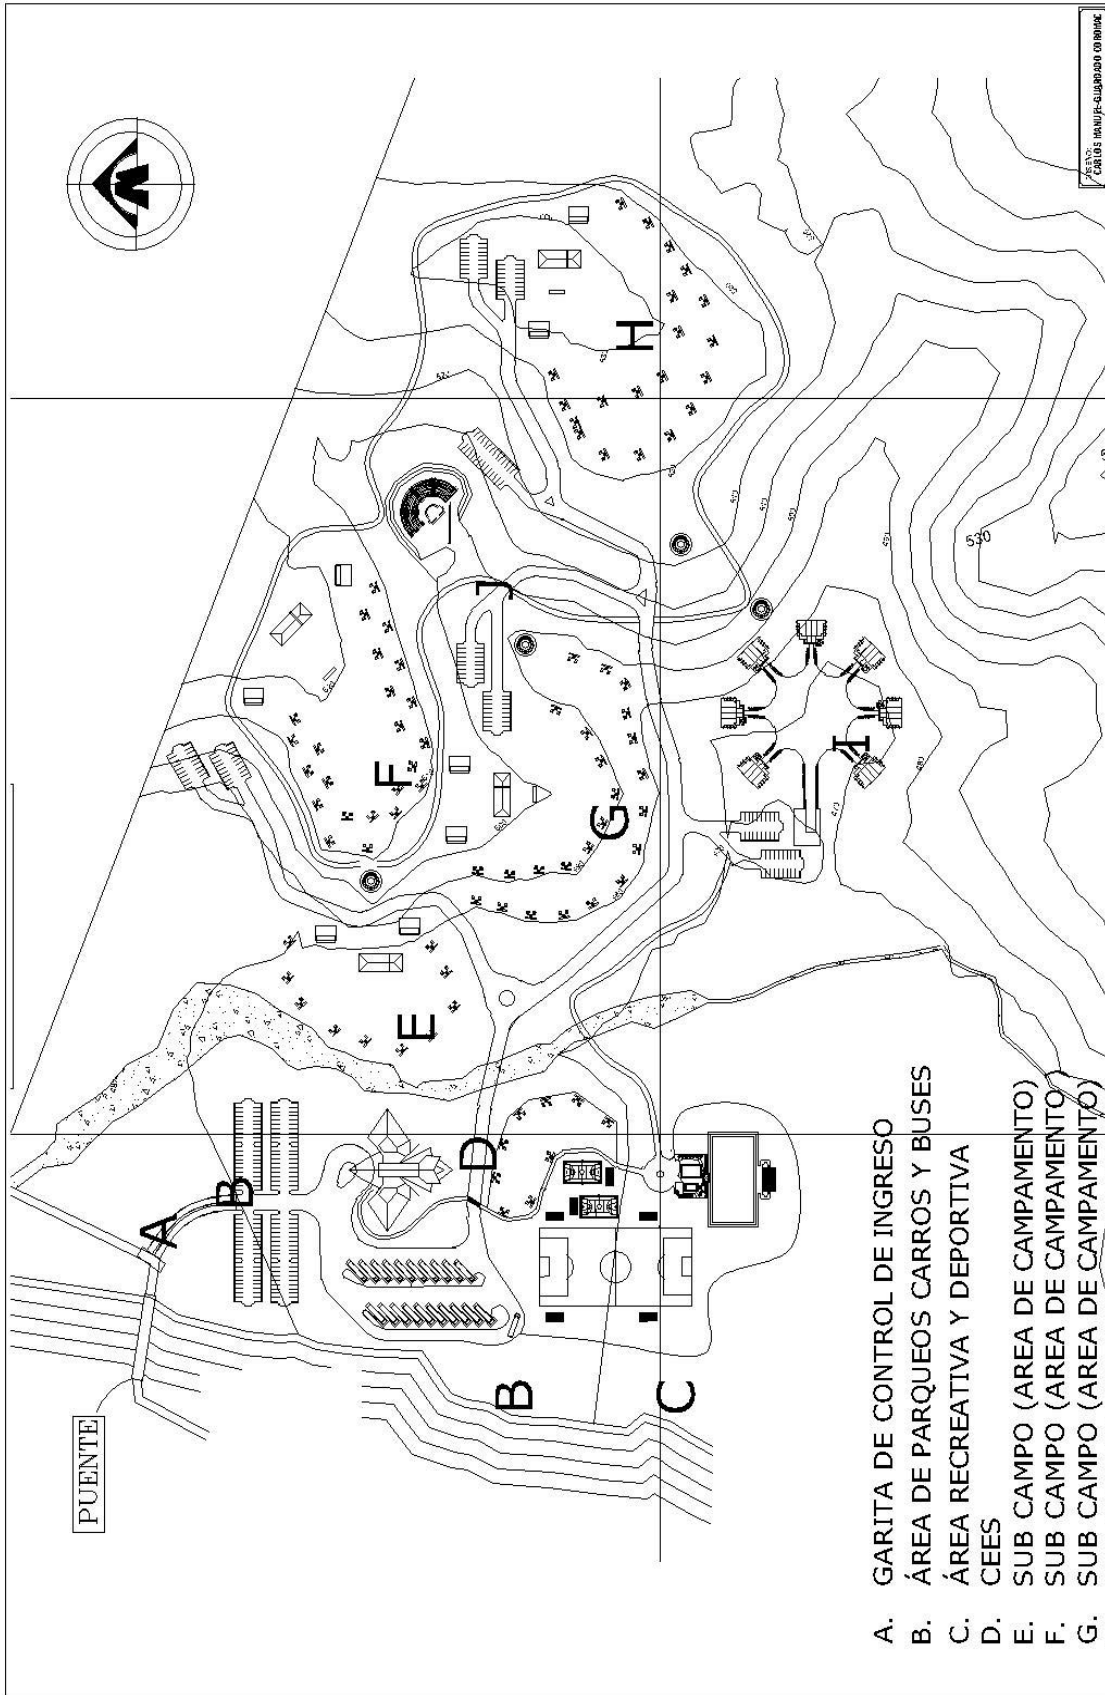 PUENTE
A
B
D
E
F
G
H
I
J
B
C
530
A. GARITA DE CONTROL DE INGRESO
B. ÁREA DE PARQUEOS CARROS Y BUSES
C. ÁREA RECREATIVA Y DEPORTIVA
D. CEES
E. SUB CAMPO (AREA DE CAMPAMENTO)
F. SUB CAMPO (AREA DE CAMPAMENTO)
G. SUB CAMPO (AREA DE CAMPAMENTO)